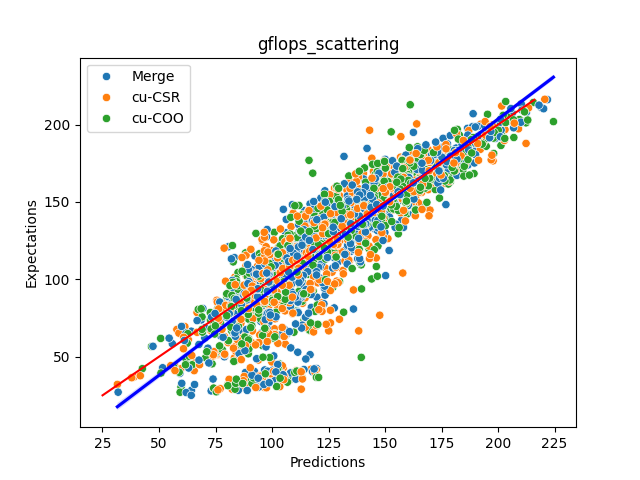 gflops_scattering
Merge
cu-CSR
cu-COO
200
150
100
50
Expectations
25 50 75 100 125 150 175 200 225
Predictions